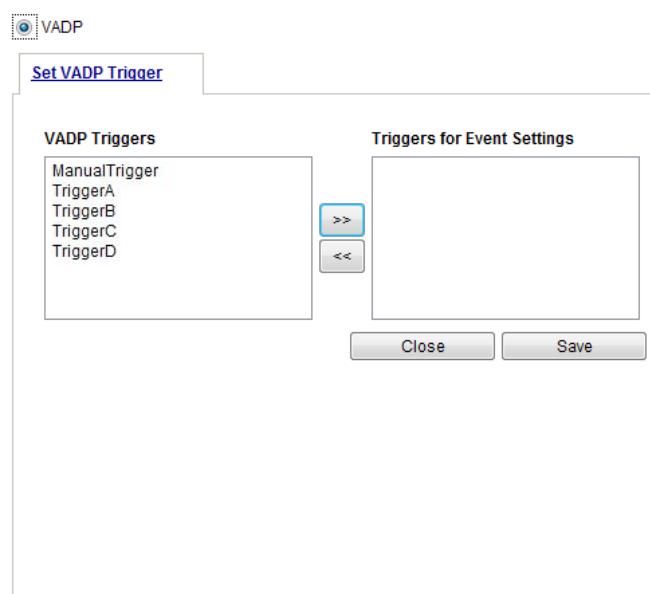 VADP
Set VADP Trigger
VADP Triggers
Triggers for Event Settings
ManualTrigger
TriggerA
TriggerB
TriggerC
TriggerD
>>
<<
Close
Save